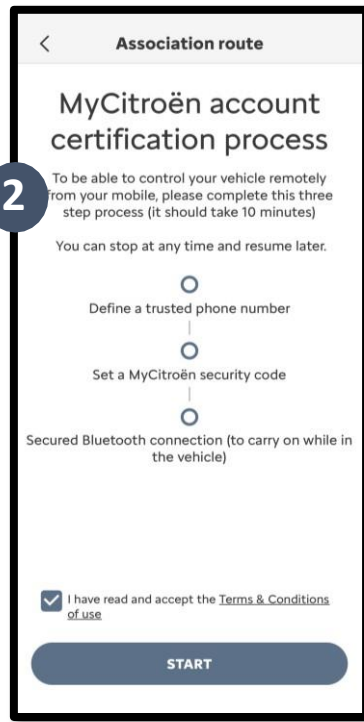 Association route
MyCitroën account
certification process
2
To be able to control your vehicle remotely
from your mobile, please complete this three
step process (it should take 10 minutes)
You can stop at any time and resume later.
Define a trusted phone number
Set a MyCitroën security code
Secured Bluetooth connection (to carry on while in
the vehicle)
I have read and accept the Terms & Conditions
of use
START